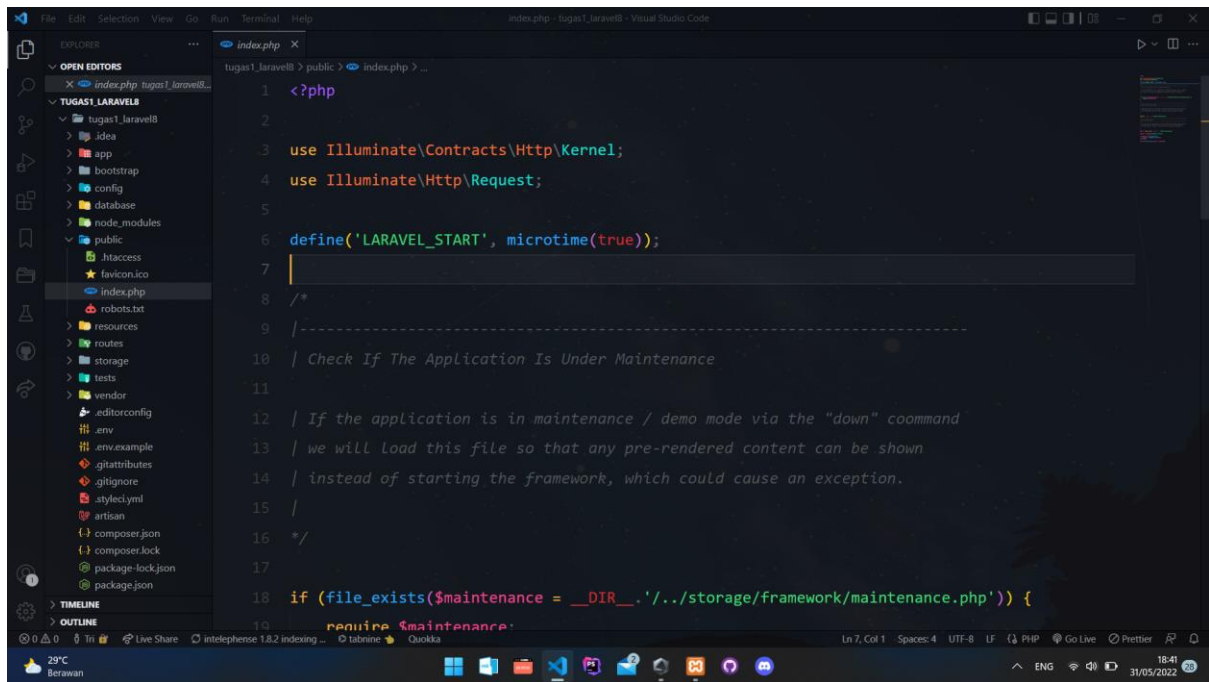 File Edit Selection View Go Run Terminal Help
index.php - tugas1_laravel8 - Visual Studio Code
EXPLORER
index.php
OPEN EDITORS
index.php tugas1_laravel8...
TUGAS1_LARAVEL8
tugas1_laravel8
.idea
app
bootstrap
config
database
node_modules
public
.htaccess
favicon.ico
index.php
robots.txt
resources
routes
storage
tests
vendor
.editorconfig
.env
.env.example
.gitattributes
.gitignore
.styleci.yml
artisan
composer.json
composer.lock
package-lock.json
package.json
TIMELINE
OUTLINE
tugas1_laravel8 > public > index.php > ...
1 <?php
2
3 use Illuminate\Contracts\Http\Kernel;
4 use Illuminate\Http\Request;
5
6 define('LARAVEL_START', microtime(true));
7
8 /*
9 |--------------------------------------------------------------------------
10 | Check If The Application Is Under Maintenance
11
12 | If the application is in maintenance / demo mode via the "down" coommand
13 | we will load this file so that any pre-rendered content can be shown
14 | instead of starting the framework, which could cause an exception.
15 |
16 */
17
18 if (file_exists($maintenance = __DIR__.'/../storage/framework/maintenance.php')) {
19 require $maintenance;
0 0 Tri Live Share intelephense 1.8.2 indexing ... tabnine Quokka
Ln 7, Col 1 Spaces: 4 UTF-8 LF PHP Go Live Prettier
29°C
Berawan
ENG
18:41
31/05/2022
28